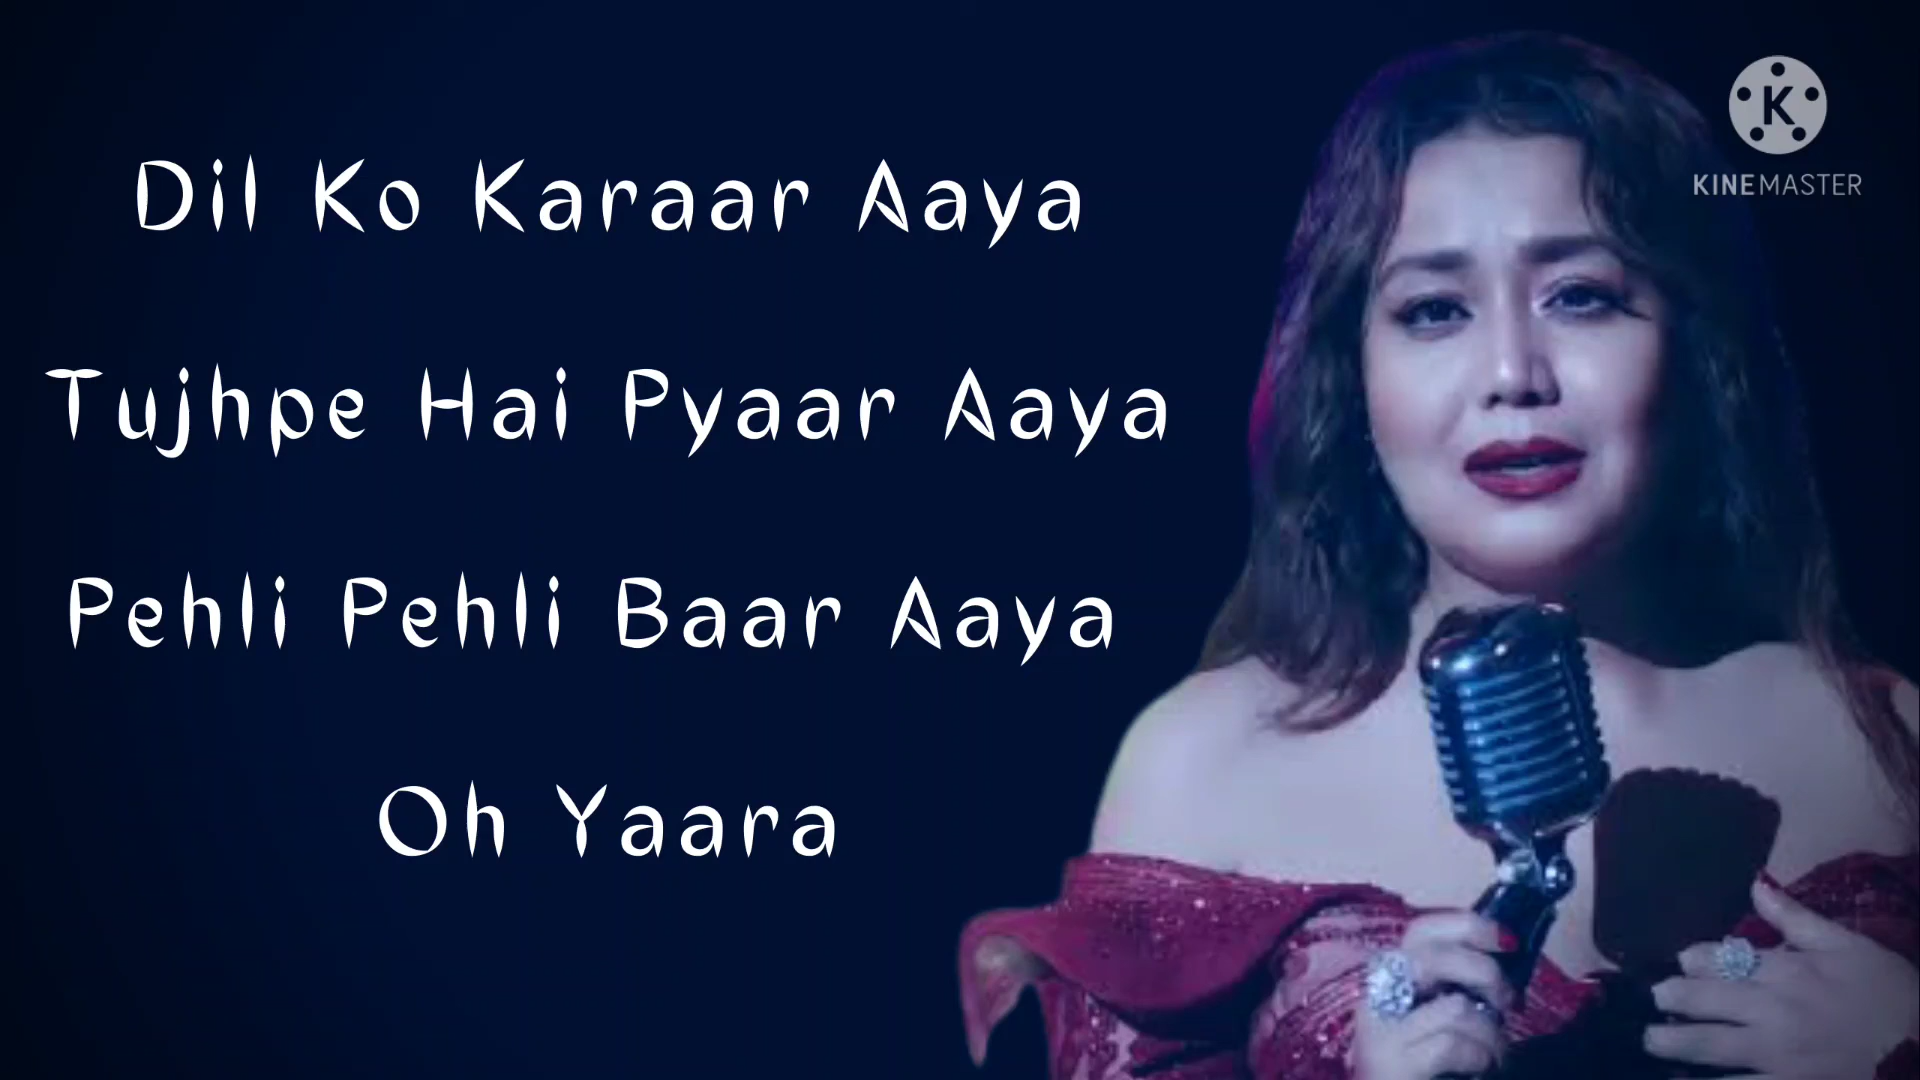 Dil Ko Karaar Aaya
Tujhpe Hai Pyaar Aaya
Pehli Pehli Baar Aaya
Oh Yaara
K
KINEMASTER